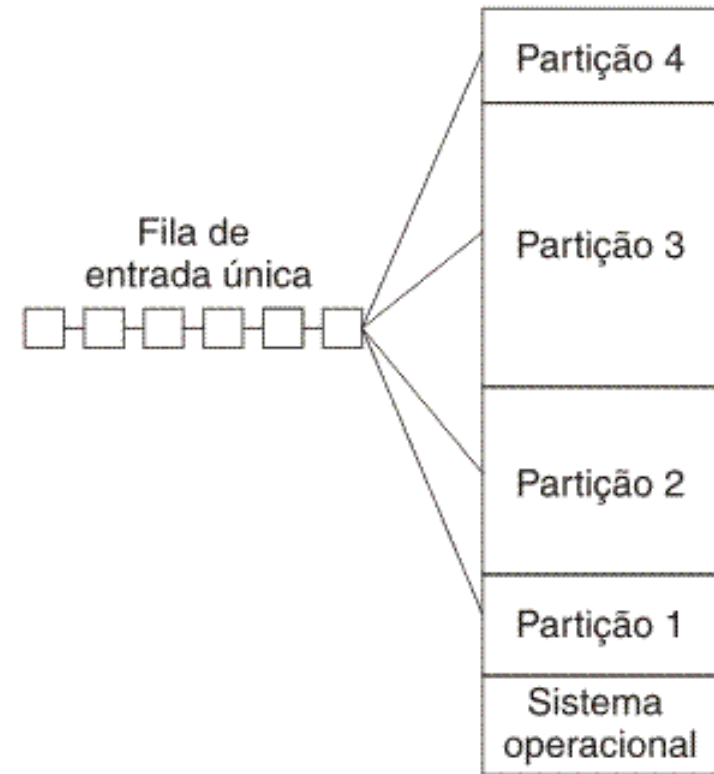 Fila de
entrada única
Partição 4
Partição 3
Partição 2
Partição 1
Sistema
operacional